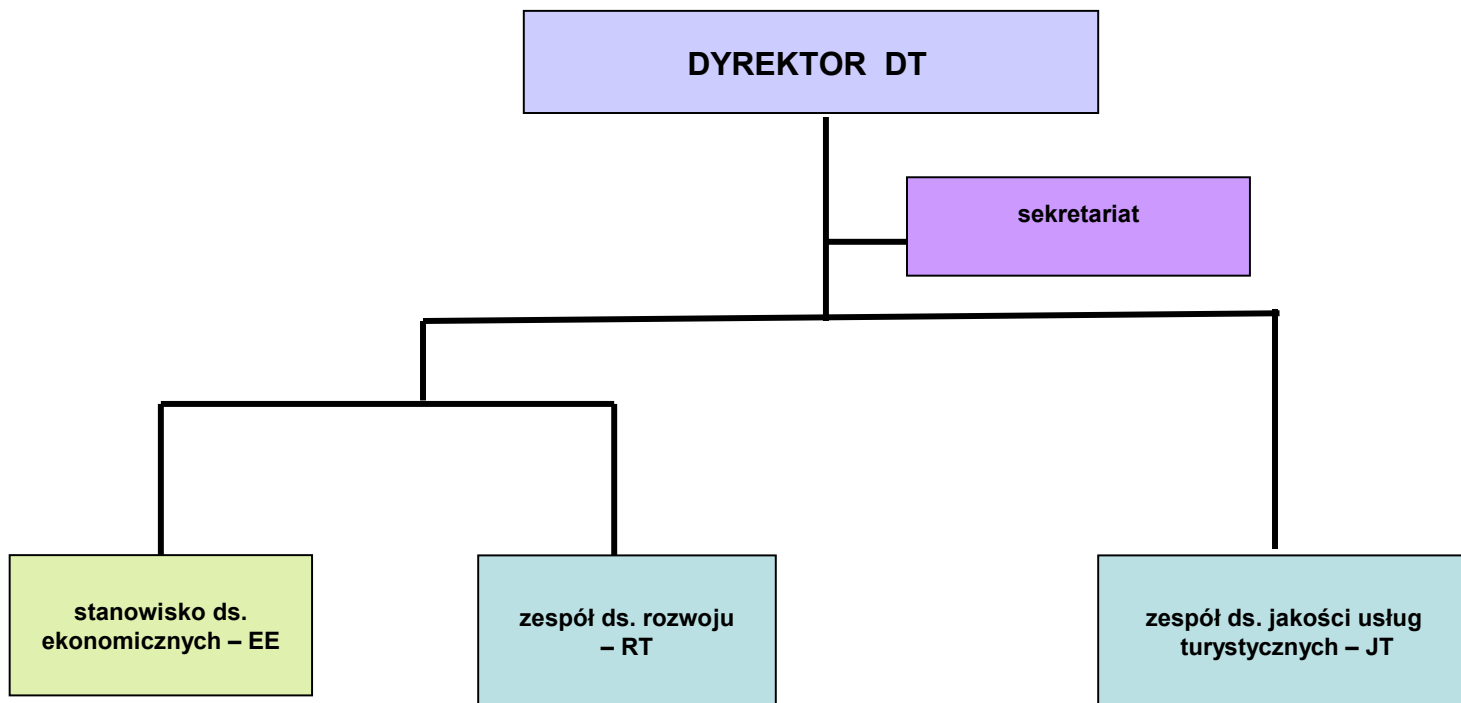 DYREKTOR DT
sekretariat
stanowisko ds.
ekonomicznych – EE
zespół ds. rozwoju
– RT
zespół ds. jakości usług
turystycznych – JT